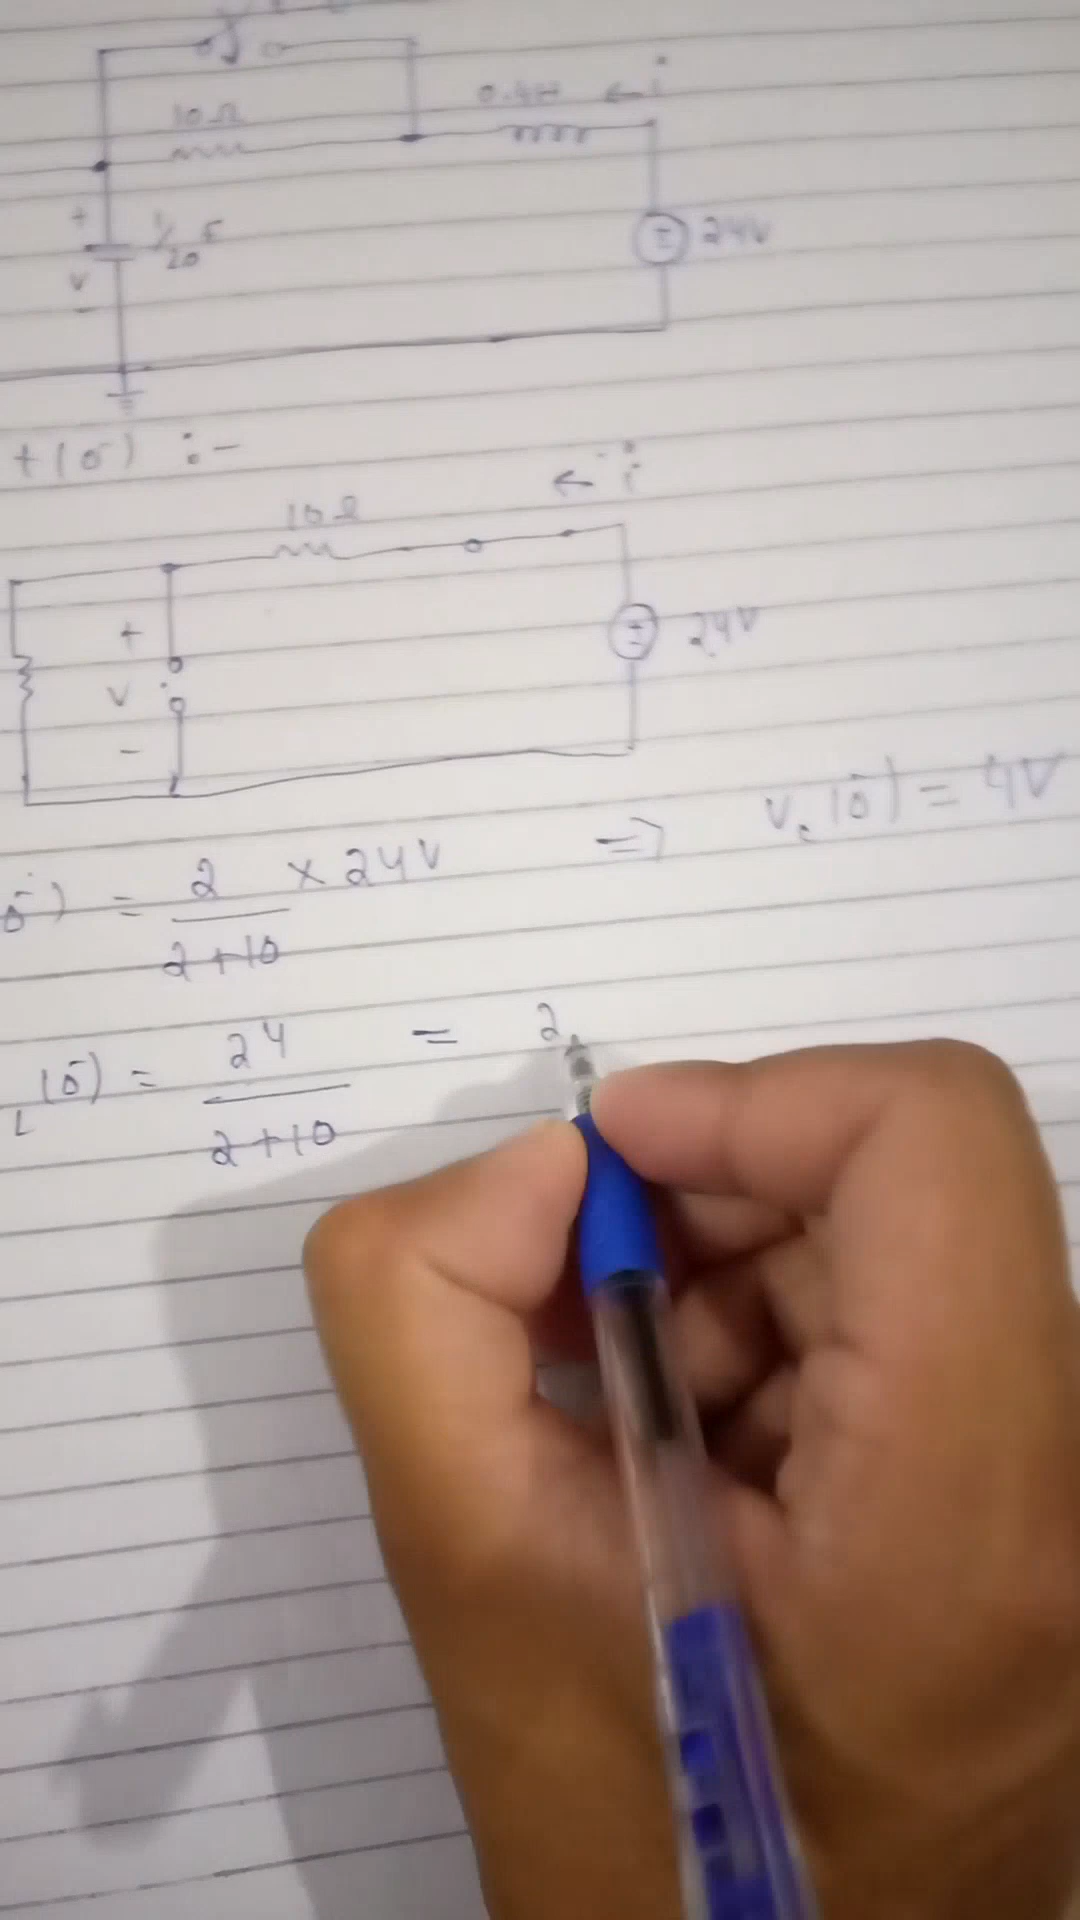 10Ω
0.4H ← i
+
1/20 F
v
-
± 24V
t(0-) :-
← i
10Ω
+
v
-
± 24V
0-) = 2/(2+10) × 24V => vc(0-) = 4V
L(0-) = 24/(2+10) = 2